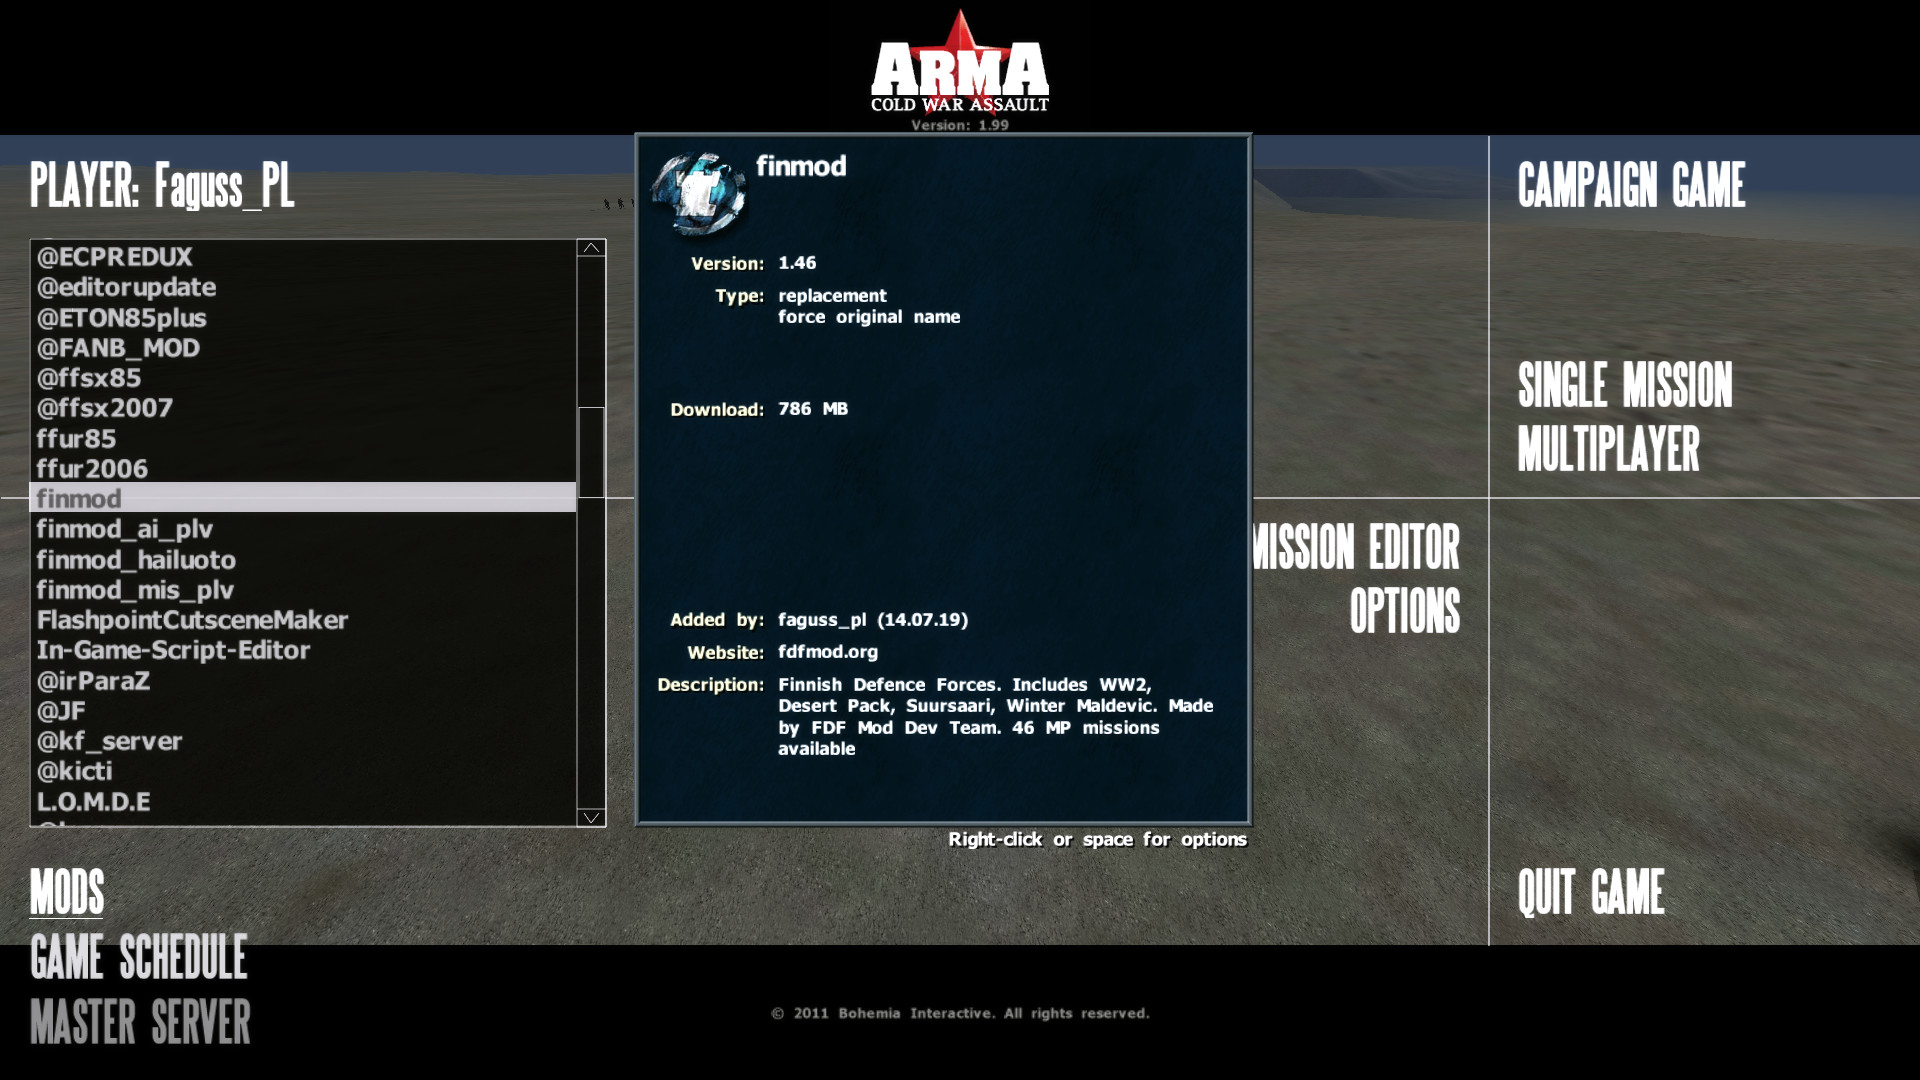 ARMA
COLD WAR ASSAULT
Version: 1.99
PLAYER: Faguss_PL
@ECPREDUX
@editorupdate
@ETON85plus
@FANB_MOD
@ffsx85
@ffsx2007
ffur85
ffur2006
finmod
finmod_ai_plv
finmod_hailuoto
finmod_mis_plv
FlashpointCutsceneMaker
In-Game-Script-Editor
@irParaZ
@JF
@kf_server
@kicti
L.O.M.D.E
MODS
GAME SCHEDULE
MASTER SERVER
finmod
Version: 1.46
Type: replacement
force original name
Download: 786 MB
Added by: faguss_pl (14.07.19)
Website: fdfmod.org
Description: Finnish Defence Forces. Includes WW2,
Desert Pack, Suursaari, Winter Maldevic. Made
by FDF Mod Dev Team. 46 MP missions
available
Right-click or space for options
MISSION EDITOR
OPTIONS
CAMPAIGN GAME
SINGLE MISSION
MULTIPLAYER
QUIT GAME
© 2011 Bohemia Interactive. All rights reserved.